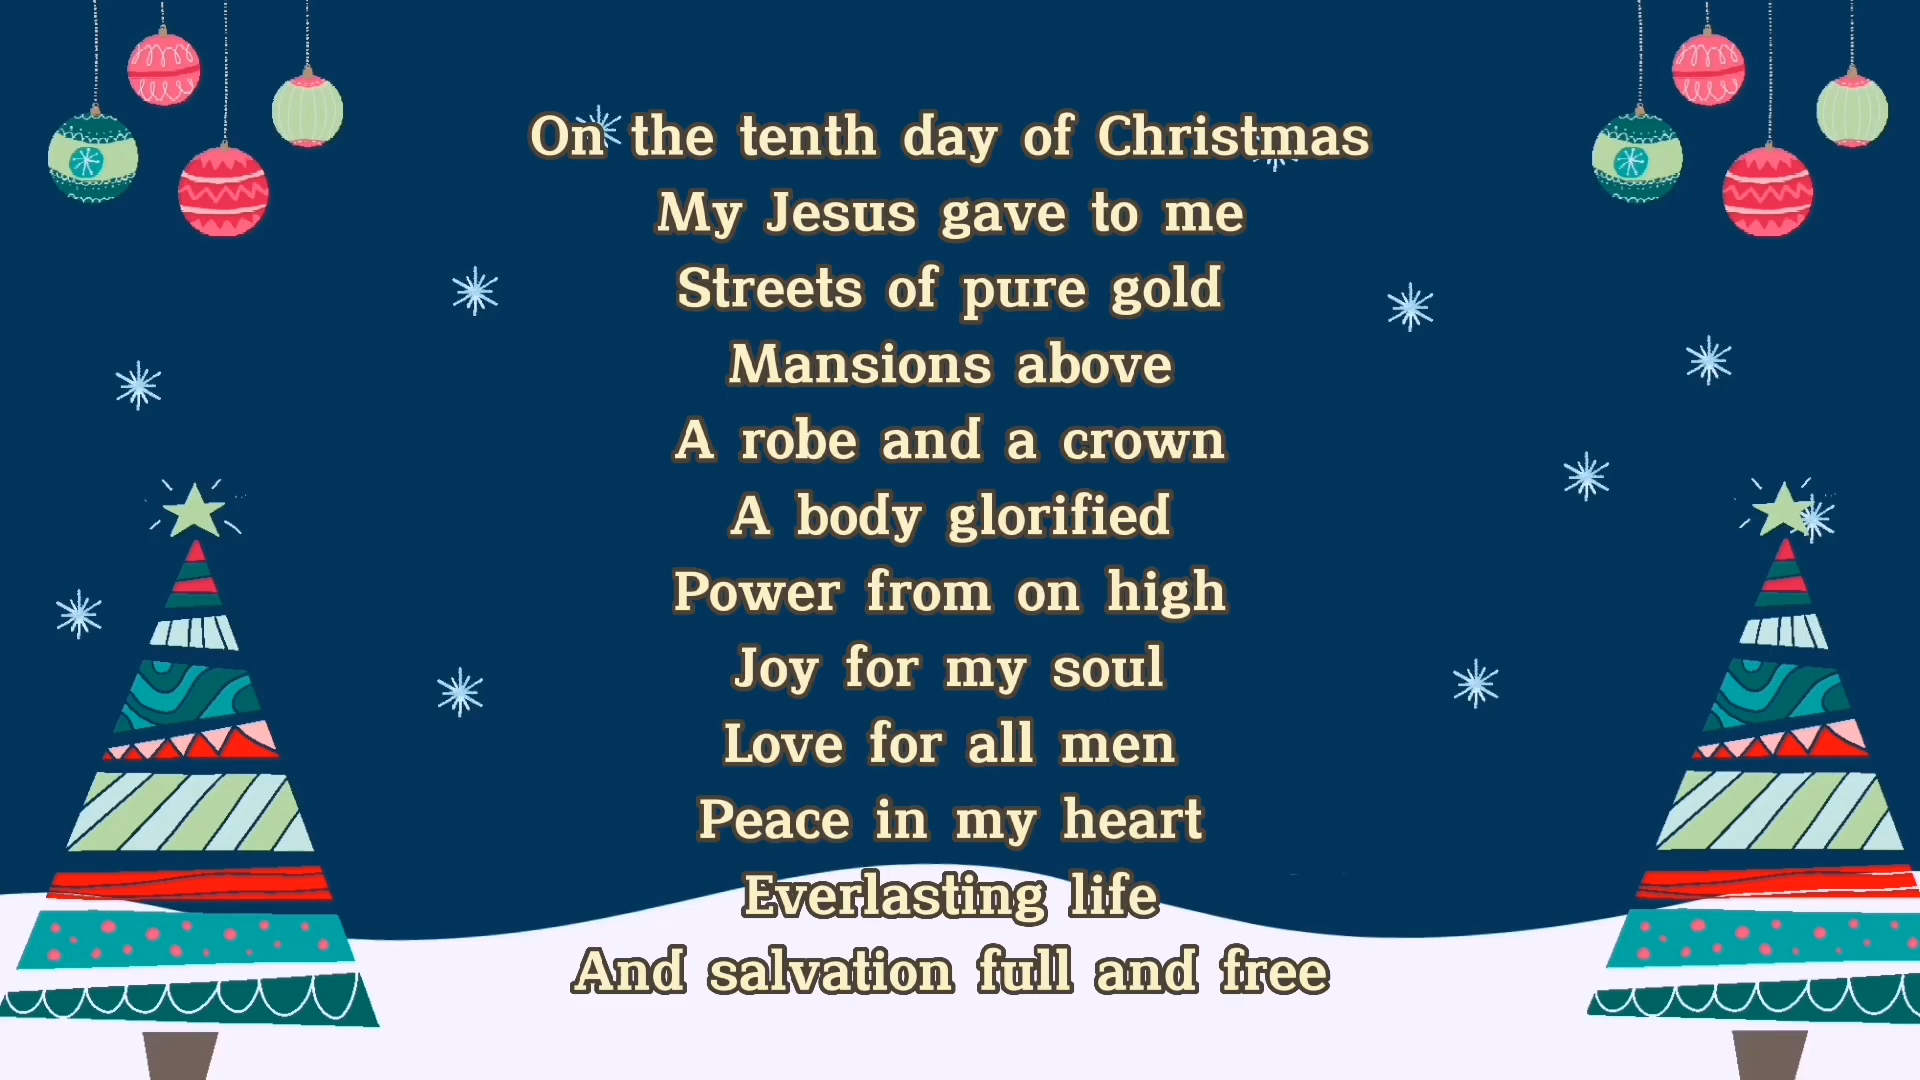 On the tenth day of Christmas
My Jesus gave to me
Streets of pure gold
Mansions above
A robe and a crown
A body glorified
Power from on high
Joy for my soul
Love for all men
Peace in my heart
Everlasting life
And salvation full and free